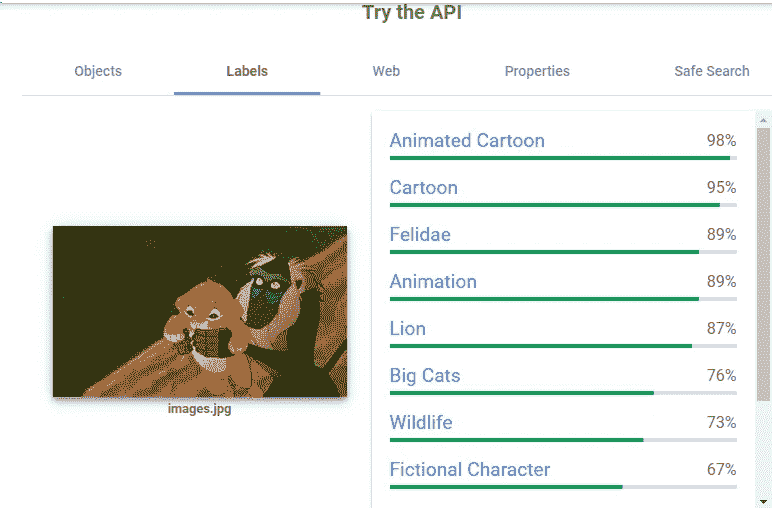 Try the API
Objects Labels Web Properties Safe Search
Animated Cartoon 98%
Cartoon 95%
Felidae 89%
Animation 89%
Lion 87%
Big Cats 76%
Wildlife 73%
Fictional Character 67%
images.jpg